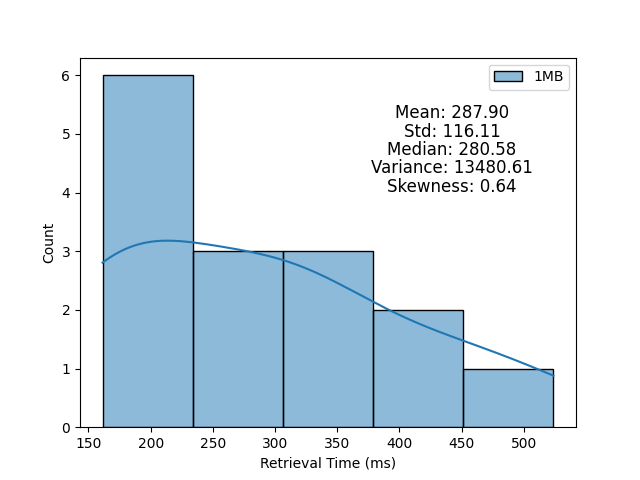 1MB
Mean: 287.90
Std: 116.11
Median: 280.58
Variance: 13480.61
Skewness: 0.64
6
5
4
3
2
1
0
Count
150 200 250 300 350 400 450 500
Retrieval Time (ms)